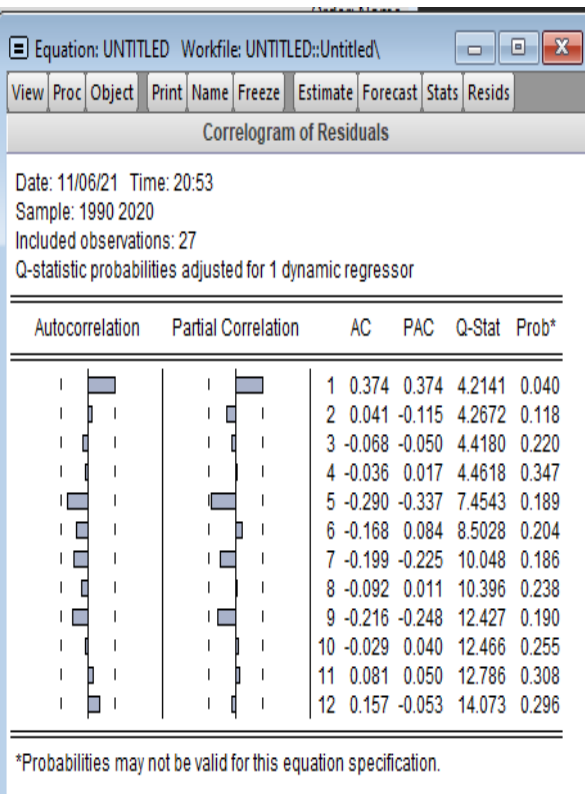 Equation: UNTITLED Workfile: UNTITLED::Untitled\
View Proc Object Print Name Freeze Estimate Forecast Stats Resids
Correlogram of Residuals
Date: 11/06/21 Time: 20:53
Sample: 1990 2020
Included observations: 27
Q-statistic probabilities adjusted for 1 dynamic regressor
Autocorrelation Partial Correlation AC PAC Q-Stat Prob*
1 0.374 0.374 4.2141 0.040
2 0.041 -0.115 4.2672 0.118
3 -0.068 -0.050 4.4180 0.220
4 -0.036 0.017 4.4618 0.347
5 -0.290 -0.337 7.4543 0.189
6 -0.168 0.084 8.5028 0.204
7 -0.199 -0.225 10.048 0.186
8 -0.092 0.011 10.396 0.238
9 -0.216 -0.248 12.427 0.190
10 -0.029 0.040 12.466 0.255
11 0.081 0.050 12.786 0.308
12 0.157 -0.053 14.073 0.296
*Probabilities may not be valid for this equation specification.